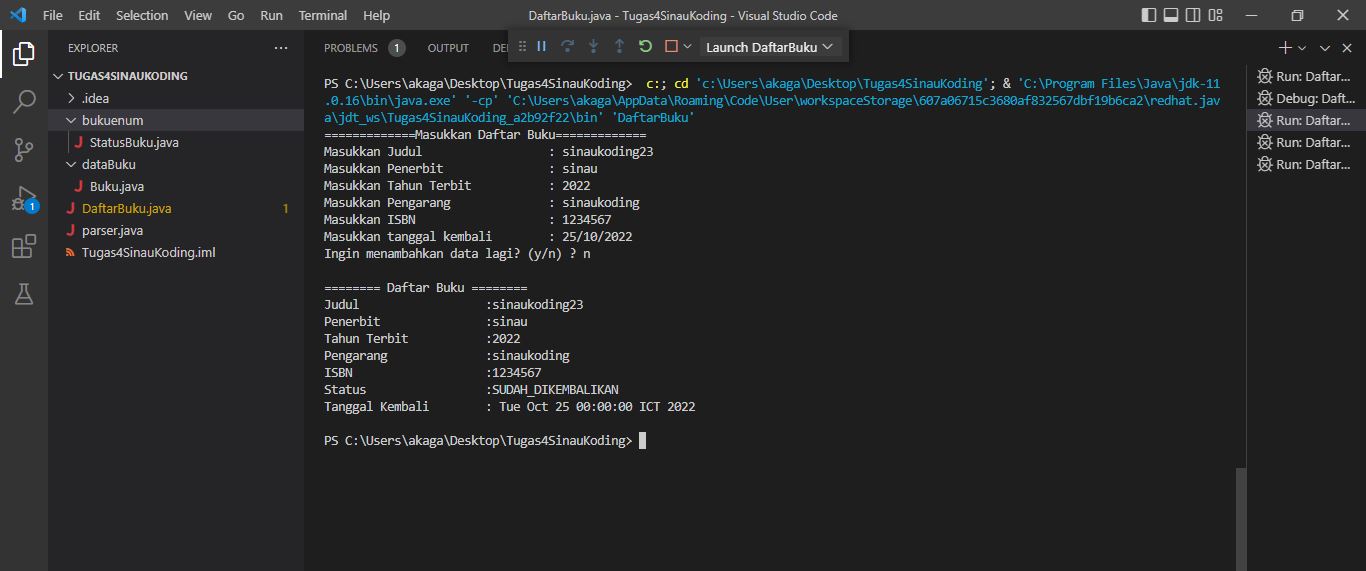 File Edit Selection View Go Run Terminal Help
DaftarBuku.java - Tugas4SinauKoding - Visual Studio Code
EXPLORER
TUGAS4SINAUKODING
.idea
bukuenum
StatusBuku.java
dataBuku
Buku.java
DaftarBuku.java 1
parser.java
Tugas4SinauKoding.iml
1
PROBLEMS 1 OUTPUT DE
Launch DaftarBuku
PS C:\Users\akaga\Desktop\Tugas4SinauKoding>  c:; cd 'c:\Users\akaga\Desktop\Tugas4SinauKoding'; & 'C:\Program Files\Java\jdk-11
.0.16\bin\java.exe' '-cp' 'C:\Users\akaga\AppData\Roaming\Code\User\workspaceStorage\607a06715c3680af832567dbf19b6ca2\redhat.jav
a\jdt_ws\Tugas4SinauKoding_a2b92f22\bin' 'DaftarBuku'
=============Masukkan Daftar Buku=============
Masukkan Judul : sinaukoding23
Masukkan Penerbit : sinau
Masukkan Tahun Terbit : 2022
Masukkan Pengarang : sinaukoding
Masukkan ISBN : 1234567
Masukkan tanggal kembali : 25/10/2022
Ingin menambahkan data lagi? (y/n) ? n
======== Daftar Buku ========
Judul :sinaukoding23
Penerbit :sinau
Tahun Terbit :2022
Pengarang :sinaukoding
ISBN :1234567
Status :SUDAH_DIKEMBALIKAN
Tanggal Kembali : Tue Oct 25 00:00:00 ICT 2022
PS C:\Users\akaga\Desktop\Tugas4SinauKoding>
Run: Daftar...
Debug: Daft...
Run: Daftar...
Run: Daftar...
Run: Daftar...